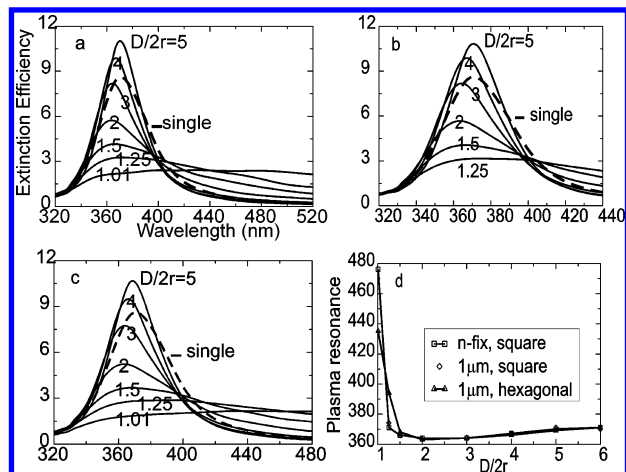 12
9
6
3
0
a
D/2r=5
4
3
2
1.5
1.25
1.01
single
320 360 400 440 480 520
Wavelength (nm)
Extinction Efficiency
12
9
6
3
0
b
D/2r=5
4
3
2
1.5
1.25
single
320 340 360 380 400 420 440
12
9
6
3
0
c
D/2r=5
4
3
2
1.5
1.25
1.01
single
320 360 400 440 480
480
460
440
420
400
380
360
d
n-fix, square
1μm, square
1μm, hexagonal
1 2 3 4 5 6
D/2r
Plasma resonance